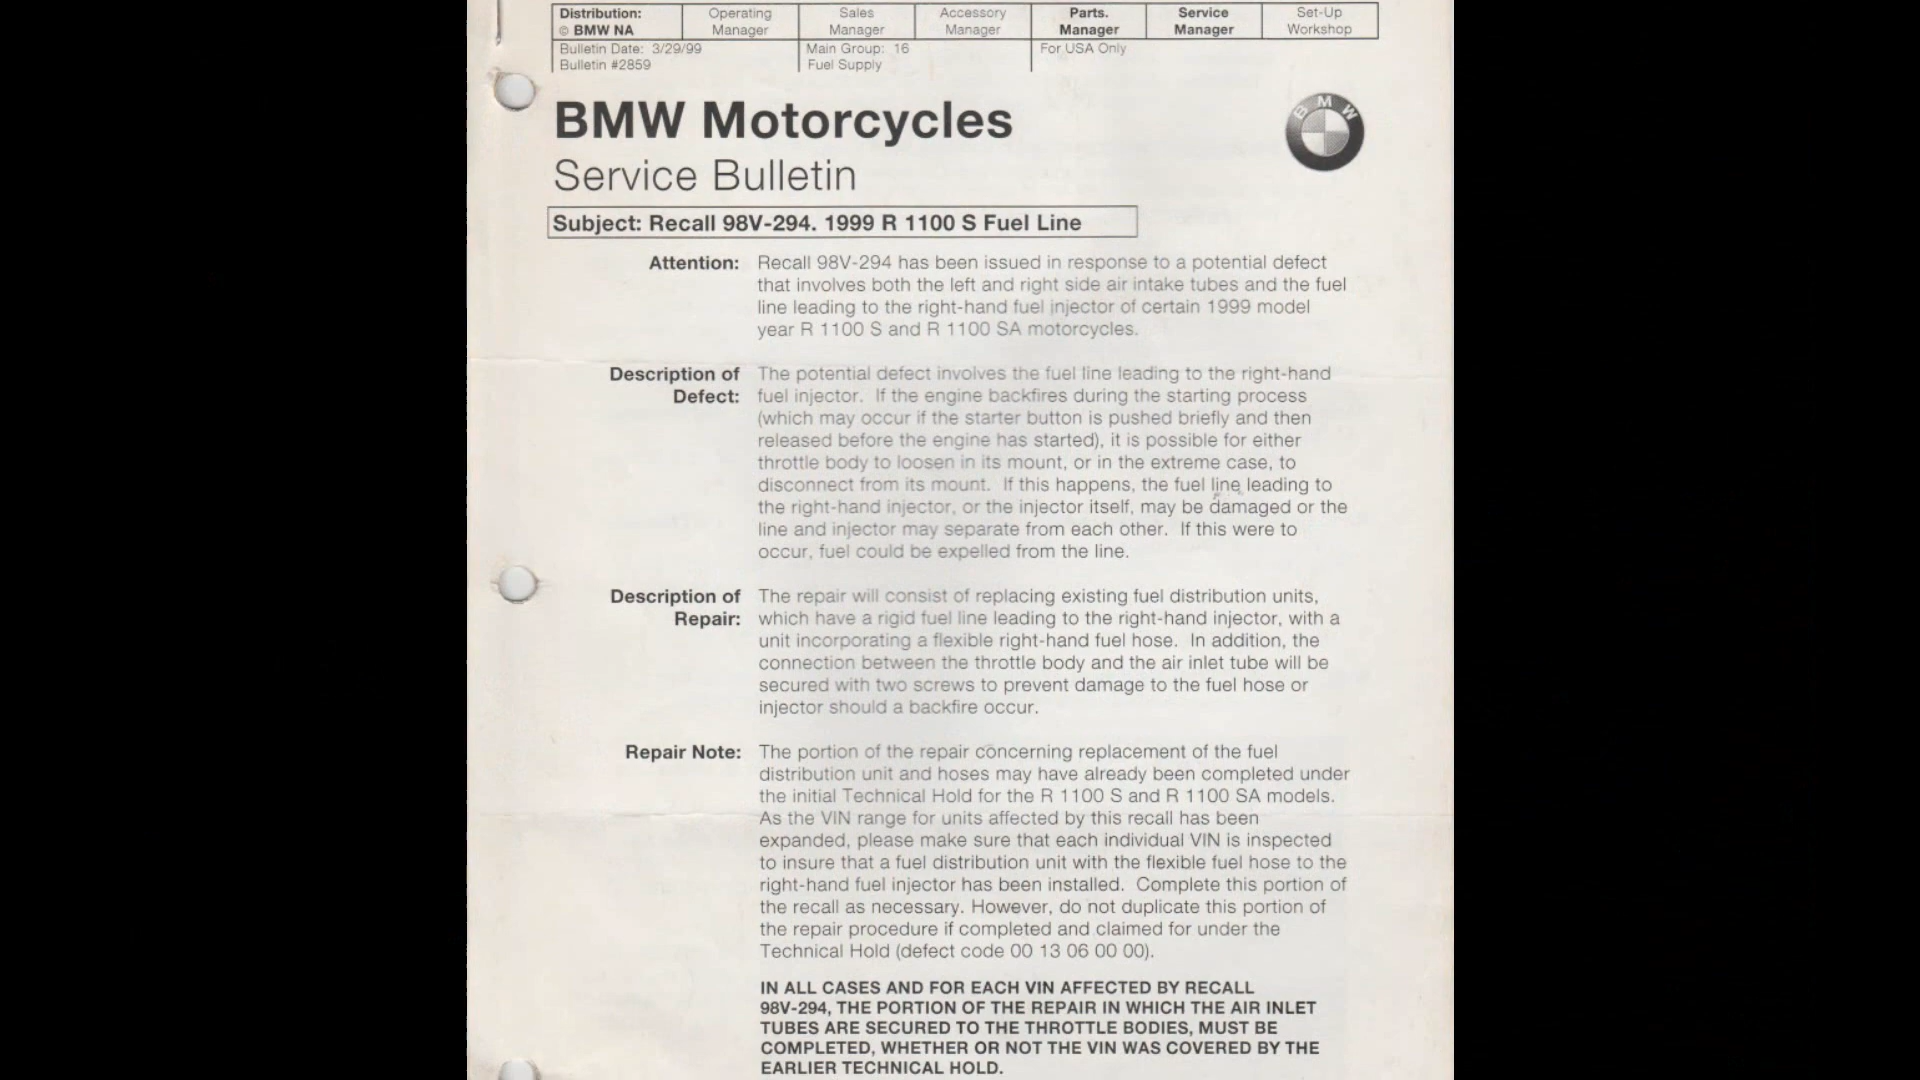 Distribution: Operating Sales Accessory Parts. Service Set-Up
© BMW NA Manager Manager Manager Manager Manager Workshop
Bulletin Date: 3/29/99 Main Group: 16 For USA Only
Bulletin #2859 Fuel Supply
BMW
BMW Motorcycles
Service Bulletin
Subject: Recall 98V-294. 1999 R 1100 S Fuel Line
Attention: Recall 98V-294 has been issued in response to a potential defect
that involves both the left and right side air intake tubes and the fuel
line leading to the right-hand fuel injector of certain 1999 model
year R 1100 S and R 1100 SA motorcycles.
Description of The potential defect involves the fuel line leading to the right-hand
Defect: fuel injector. If the engine backfires during the starting process
(which may occur if the starter button is pushed briefly and then
released before the engine has started), it is possible for either
throttle body to loosen in its mount, or in the extreme case, to
disconnect from its mount. If this happens, the fuel line leading to
the right-hand injector, or the injector itself, may be damaged or the
line and injector may separate from each other. If this were to
occur, fuel could be expelled from the line.
Description of The repair will consist of replacing existing fuel distribution units,
Repair: which have a rigid fuel line leading to the right-hand injector, with a
unit incorporating a flexible right-hand fuel hose. In addition, the
connection between the throttle body and the air inlet tube will be
secured with two screws to prevent damage to the fuel hose or
injector should a backfire occur.
Repair Note: The portion of the repair concerning replacement of the fuel
distribution unit and hoses may have already been completed under
the initial Technical Hold for the R 1100 S and R 1100 SA models.
As the VIN range for units affected by this recall has been
expanded, please make sure that each individual VIN is inspected
to insure that a fuel distribution unit with the flexible fuel hose to the
right-hand fuel injector has been installed. Complete this portion of
the recall as necessary. However, do not duplicate this portion of
the repair procedure if completed and claimed for under the
Technical Hold (defect code 00 13 06 00 00).
IN ALL CASES AND FOR EACH VIN AFFECTED BY RECALL
98V-294, THE PORTION OF THE REPAIR IN WHICH THE AIR INLET
TUBES ARE SECURED TO THE THROTTLE BODIES, MUST BE
COMPLETED, WHETHER OR NOT THE VIN WAS COVERED BY THE
EARLIER TECHNICAL HOLD.